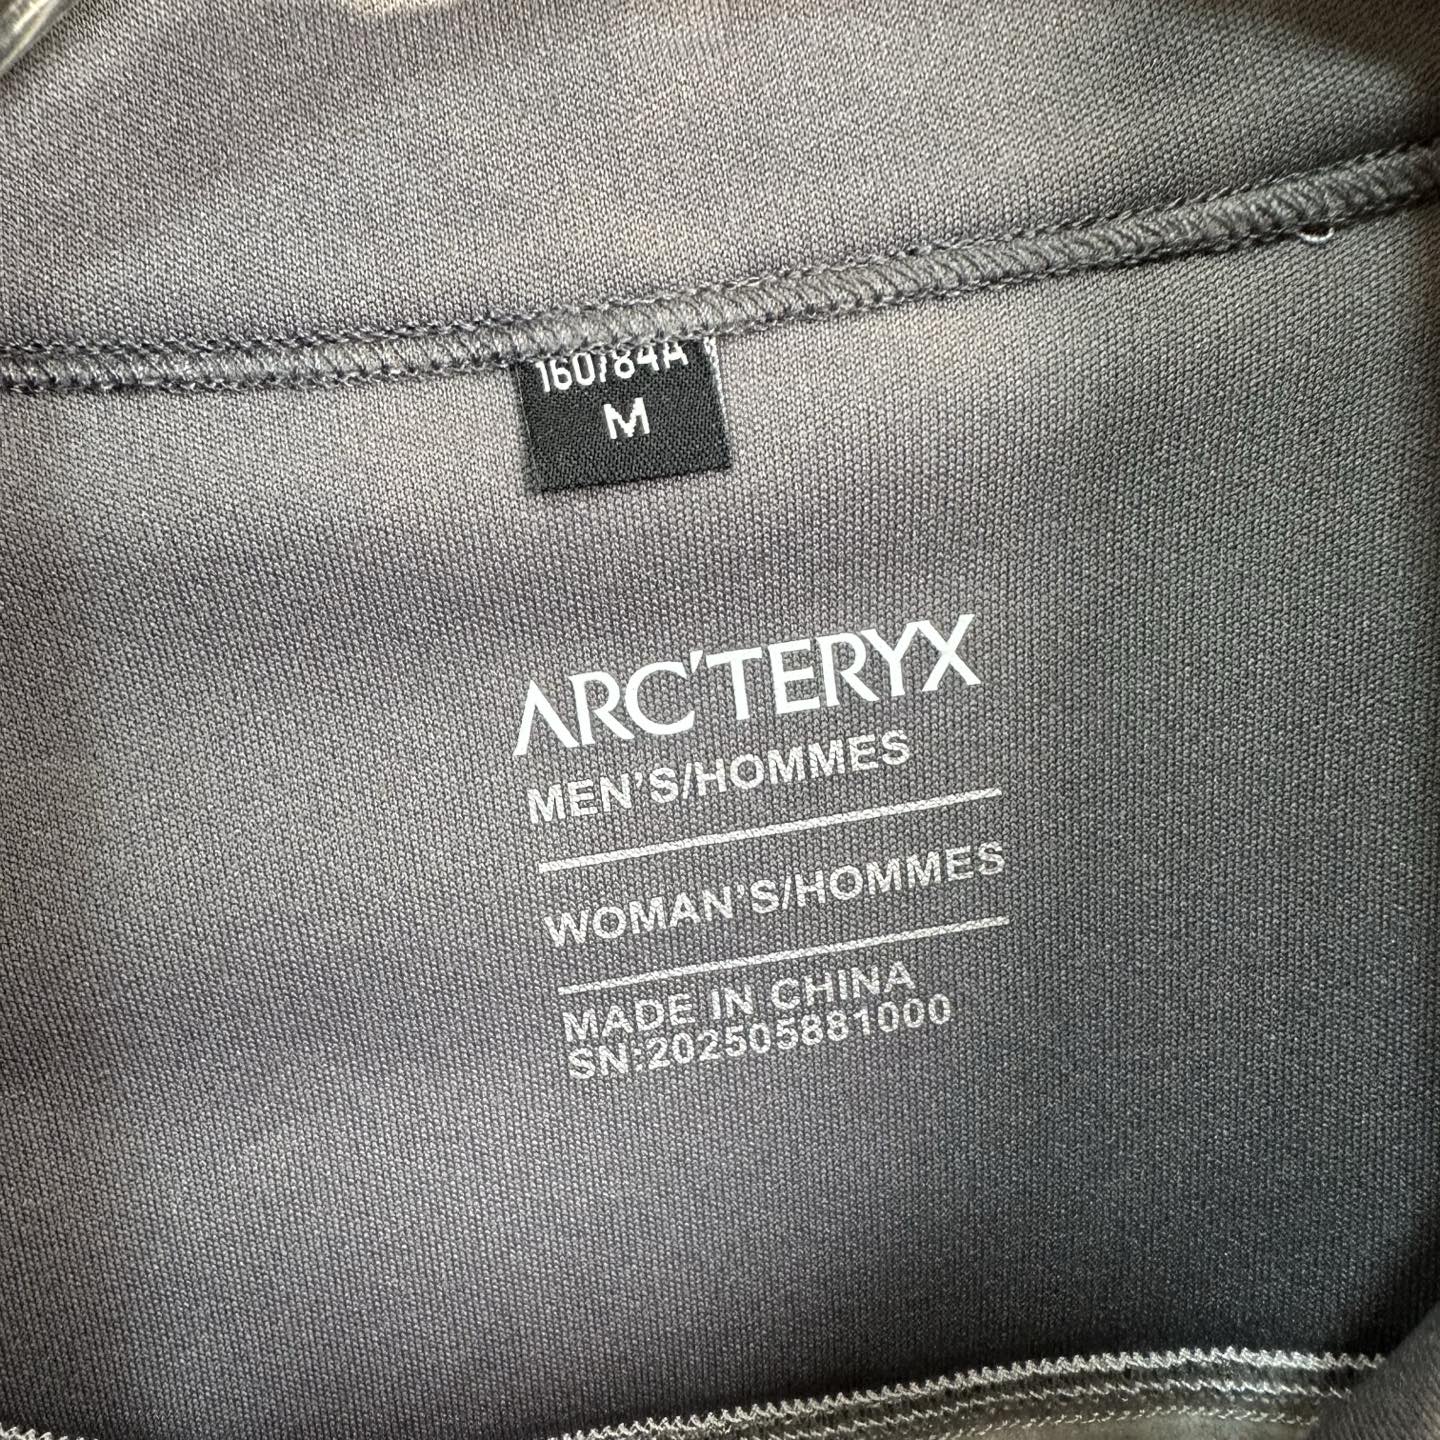 160/84A
M
ARC'TERYX
MEN'S/HOMMES
WOMAN'S/HOMMES
MADE IN CHINA
SN:202505881000